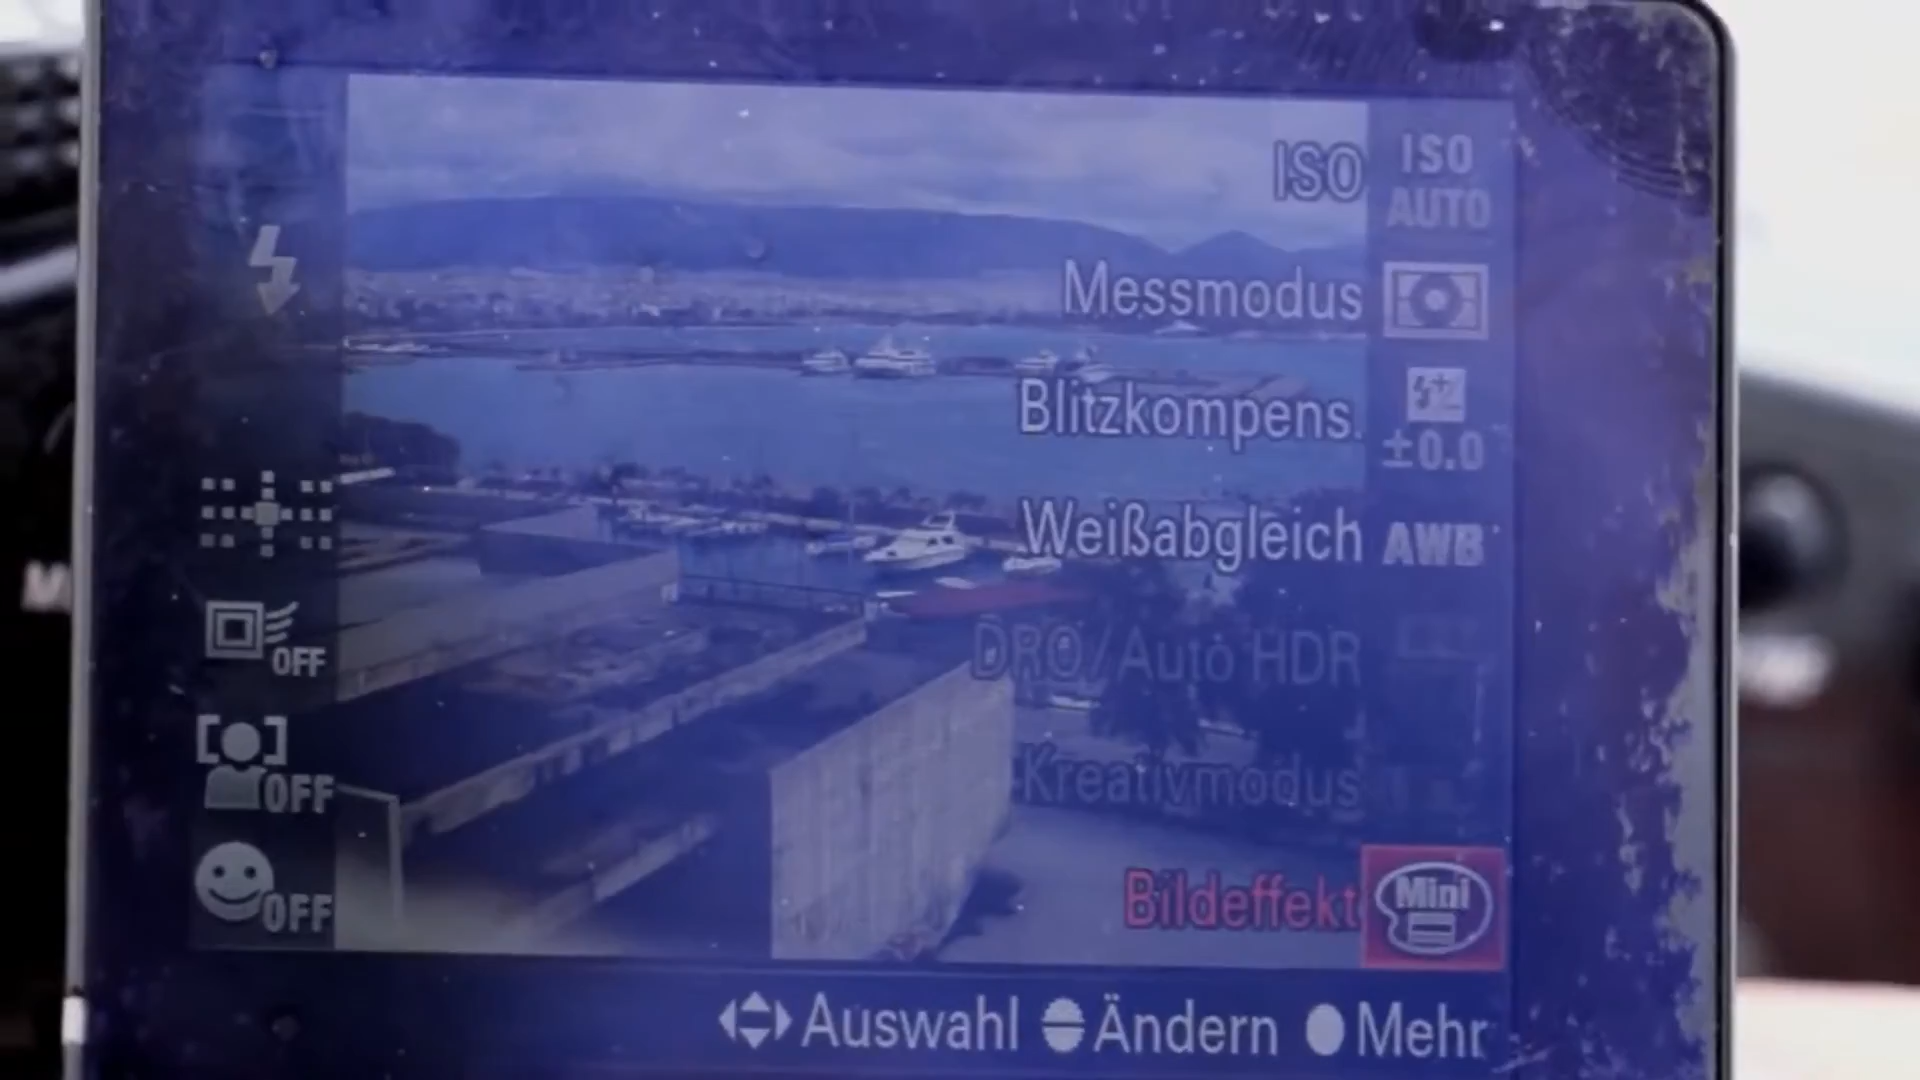 ISO
ISO
AUTO
Messmodus
Blitzkompens.
±0.0
Weißabgleich
AWB
DRO/Auto HDR
OFF
Kreativmodus
OFF
Bildeffekt
Mini
OFF
Auswahl Ändern Mehr